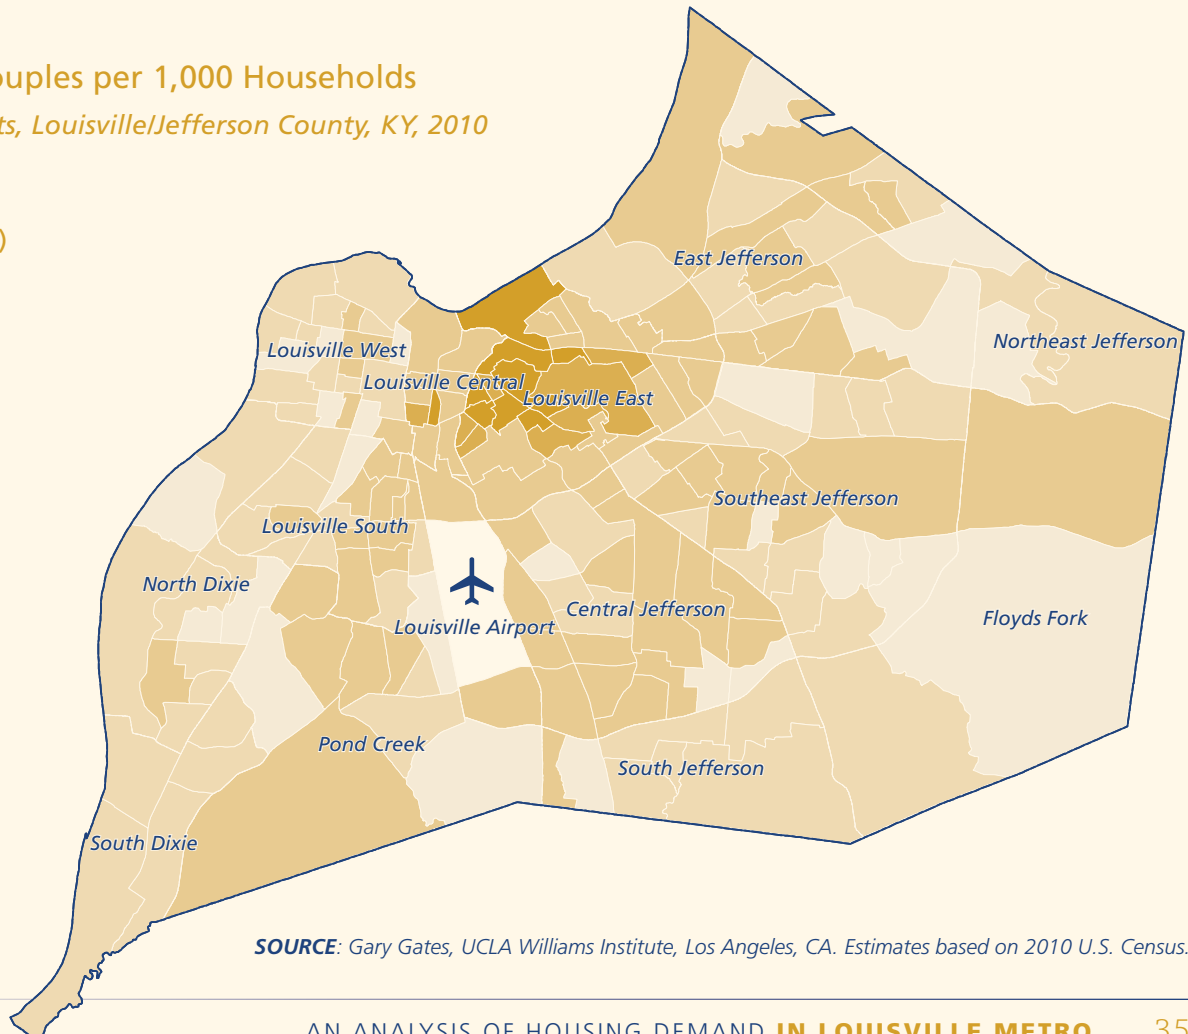 ouples per 1,000 Households
ts, Louisville/Jefferson County, KY, 2010
)
East Jefferson
Northeast Jefferson
Louisville West
Louisville Central
Louisville East
Southeast Jefferson
Louisville South
North Dixie
Central Jefferson
Louisville Airport
Floyds Fork
Pond Creek
South Jefferson
South Dixie
SOURCE: Gary Gates, UCLA Williams Institute, Los Angeles, CA. Estimates based on 2010 U.S. Census.
AN ANALYSIS OF HOUSING DEMAND IN LOUISVILLE METRO 35